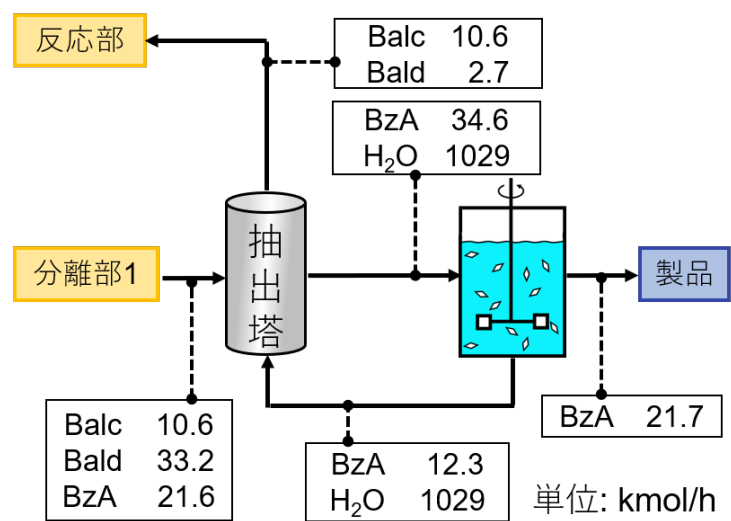 反応部
Balc 10.6
Bald 2.7
BzA 34.6
H₂O 1029
分離部1
抽出塔
製品
Balc 10.6
Bald 33.2
BzA 21.6
BzA 12.3
H₂O 1029
BzA 21.7
単位: kmol/h